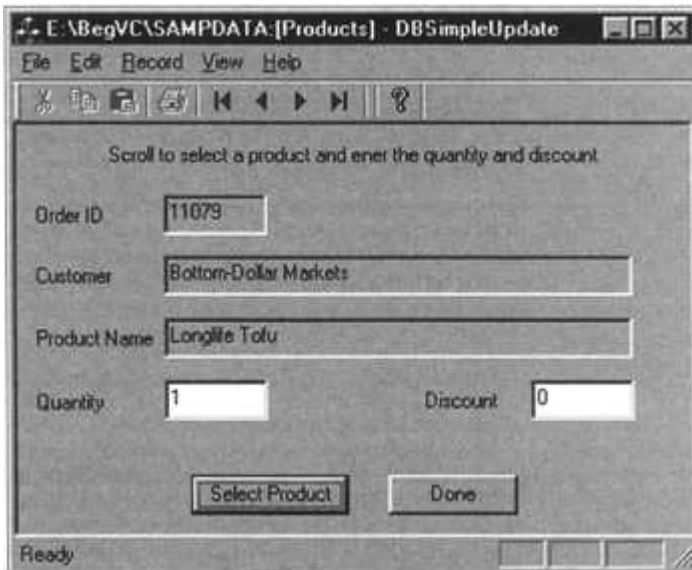 E:\BegVC\SAMPDATA:[Products] - DBSimpleUpdate
File Edit Record View Help
Scroll to select a product and ener the quantity and discount
Order ID 11079
Customer Bottom-Dollar Markets
Product Name Longlife Tofu
Quantity 1 Discount 0
Select Product Done
Ready